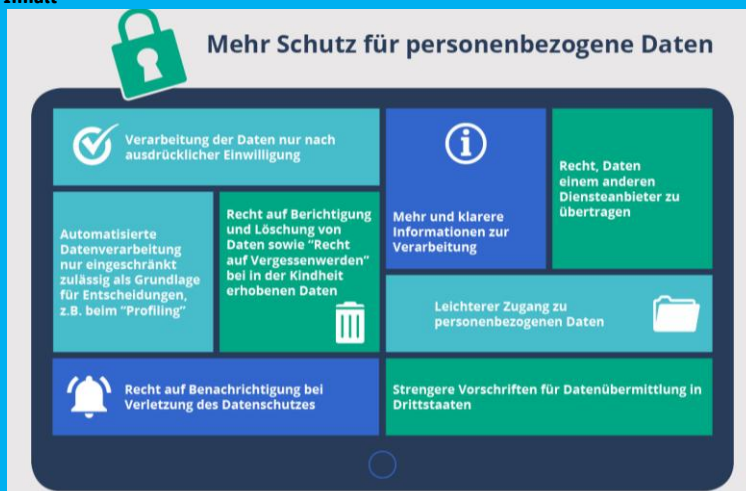 Inhalt
Mehr Schutz für personenbezogene Daten
Verarbeitung der Daten nur nach
ausdrücklicher Einwilligung
Automatisierte
Datenverarbeitung
nur eingeschränkt
zulässig als Grundlage
für Entscheidungen,
z.B. beim "Profiling"
Recht auf Berichtigung
und Löschung von
Daten sowie "Recht
auf Vergessenwerden"
bei in der Kindheit
erhobenen Daten
Mehr und klarere
Informationen zur
Verarbeitung
Recht, Daten
einem anderen
Diensteanbieter zu
übertragen
Leichterer Zugang zu
personenbezogenen Daten
Recht auf Benachrichtigung bei
Verletzung des Datenschutzes
Strengere Vorschriften für Datenübermittlung in
Drittstaaten